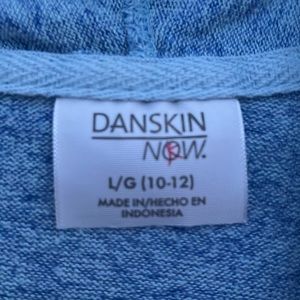 DANSKIN
NOW.
L/G (10-12)
MADE IN/HECHO EN
INDONESIA